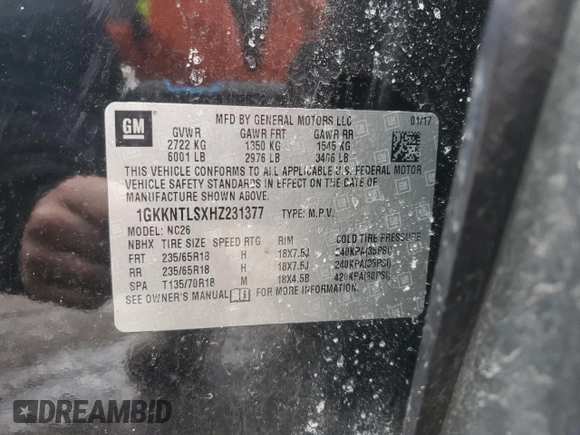 GM
MFD BY GENERAL MOTORS LLC 01/17
GVWR GAWR FRT GAWR RR
2722 KG 1350 KG 1545 KG
6001 LB 2976 LB 3406 LB
THIS VEHICLE CONFORMS TO ALL APPLICABLE U.S. FEDERAL MOTOR
VEHICLE SAFETY STANDARDS IN EFFECT ON THE DATE OF
MANUFACTURE SHOWN ABOVE.
1GKKNTLSXHZ231377 TYPE: M.P.V.
MODEL: NC26
NBHX TIRE SIZE SPEED RTG RIM COLD TIRE PRESSURE
FRT 235/65R18 H 18X7.5J 240KPA(35PSI)
RR 235/65R18 H 18X7.5J 240KPA(35PSI)
SPA T135/70R18 M 18X4.5B 420KPA(60PSI)
SEE OWNER'S MANUAL FOR MORE INFORMATION.
DREAMBID